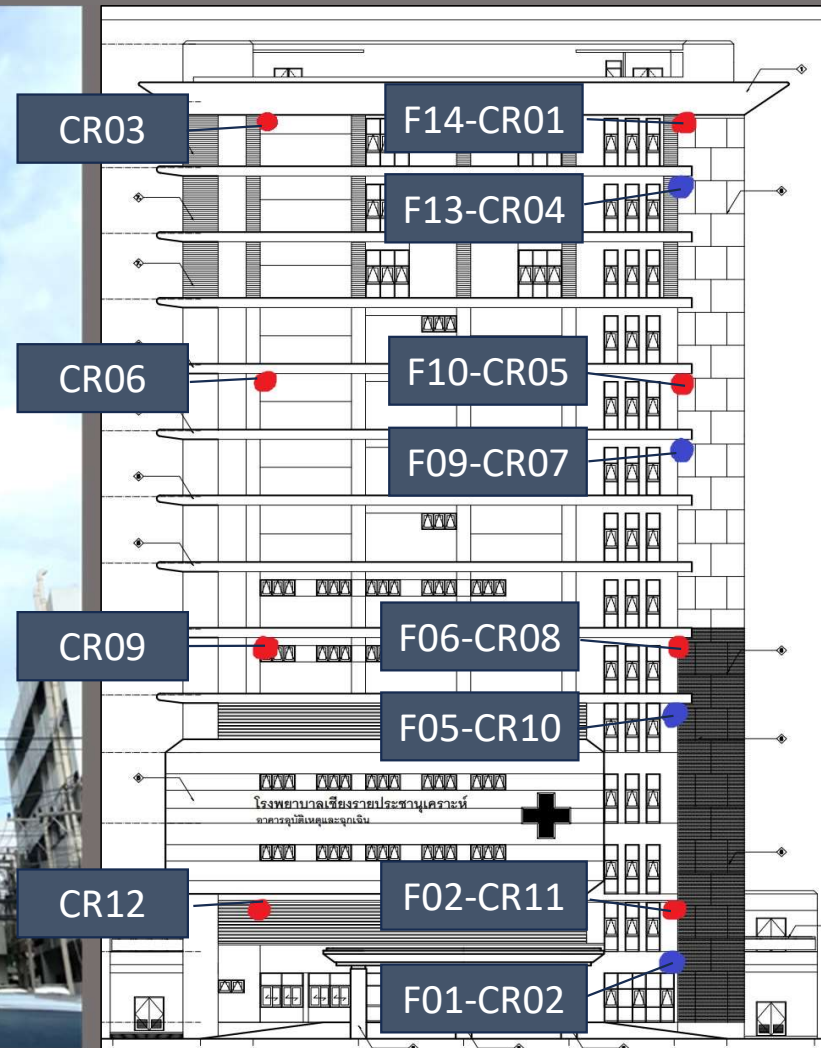 CR03
F14-CR01
F13-CR04
CR06
F10-CR05
F09-CR07
CR09
F06-CR08
F05-CR10
โรงพยาบาลเชียงรายประชานุเคราะห์
อาคารอุบัติเหตุและฉุกเฉิน
CR12
F02-CR11
F01-CR02